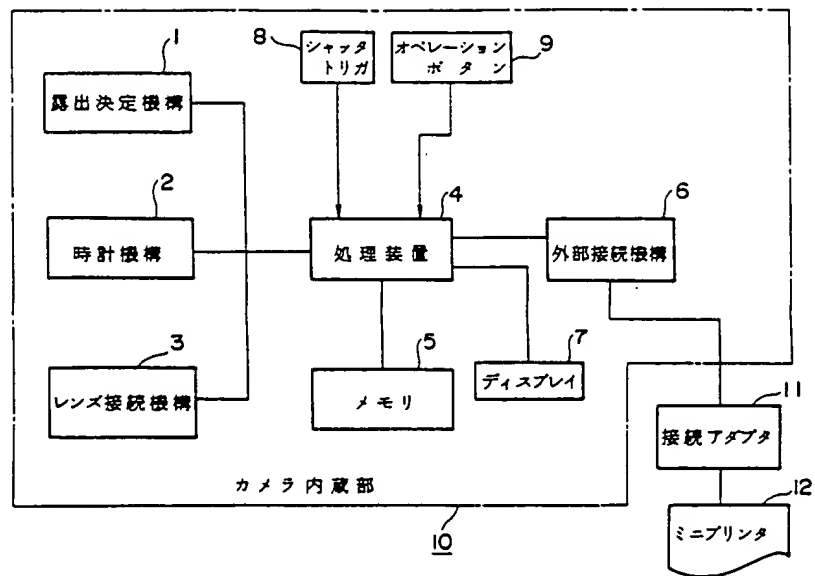 1
露出決定機構
8
シャッタ
トリガ
オペレーション
ボタン
9
2
時計機構
4
処理装置
6
外部接続機構
3
レンズ接続機構
5
メモリ
7
ディスプレイ
11
接続アダプタ
カメラ内蔵部
10
12
ミニプリンタ